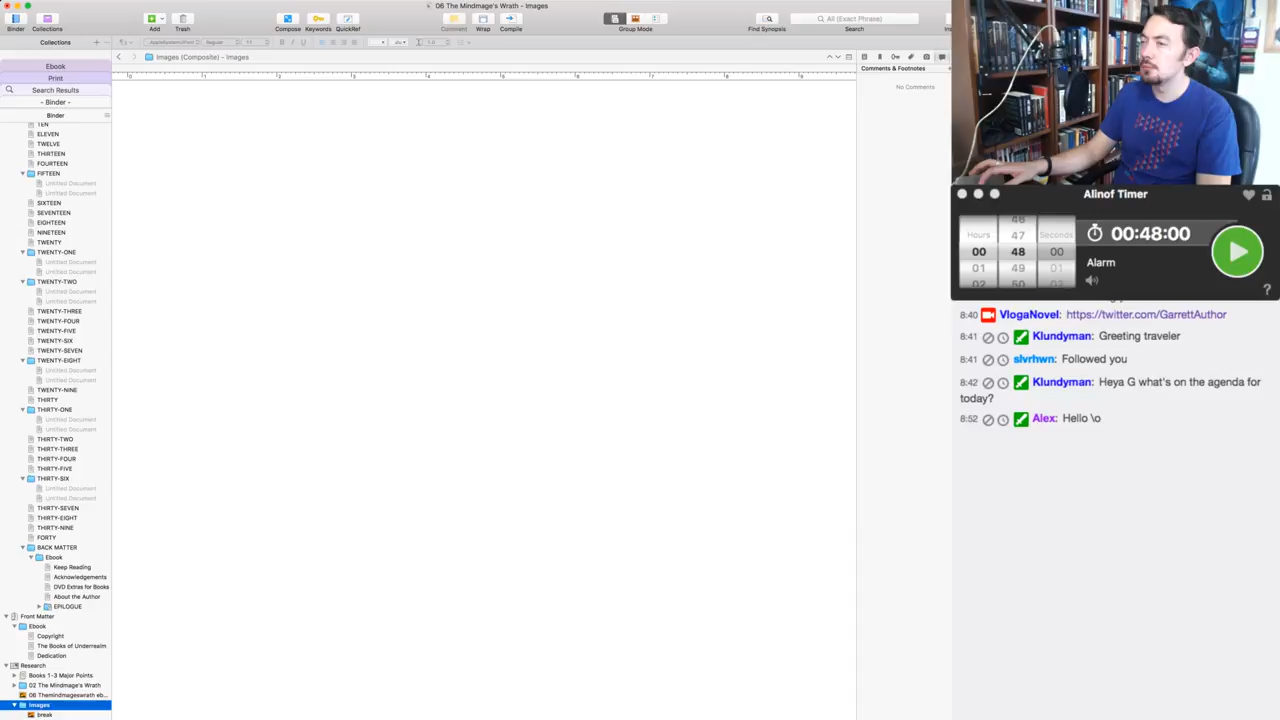 06 The Mindmage's Wrath - Images
Binder
Collections
Add
Trash
Compose
Keywords
QuickRef
Comment
Wrap
Compile
Group Mode
Find Synopsis
All (Exact Phrase)
Search
Collections
Regular
11
Images (Composite) - Images
Comments & Footnotes
No Comments
Ebook
Print
Search Results
- Binder -
Binder
TEN
ELEVEN
TWELVE
THIRTEEN
FOURTEEN
FIFTEEN
Untitled Document
Untitled Document
SIXTEEN
SEVENTEEN
EIGHTEEN
NINETEEN
TWENTY
TWENTY-ONE
Untitled Document
Untitled Document
TWENTY-TWO
Untitled Document
Untitled Document
TWENTY-THREE
TWENTY-FOUR
TWENTY-FIVE
TWENTY-SIX
TWENTY-SEVEN
TWENTY-EIGHT
Untitled Document
Untitled Document
TWENTY-NINE
THIRTY
THIRTY-ONE
Untitled Document
Untitled Document
THIRTY-TWO
THIRTY-THREE
THIRTY-FOUR
THIRTY-FIVE
THIRTY-SIX
Untitled Document
Untitled Document
THIRTY-SEVEN
THIRTY-EIGHT
THIRTY-NINE
FORTY
BACK MATTER
Ebook
Keep Reading
Acknowledgements
DVD Extras for Books
About the Author
EPILOGUE
Front Matter
Ebook
Copyright
The Books of Underrealm
Dedication
Research
Books 1-3 Major Points
02 The Mindmage's Wrath
06 Themindmageswrath eb...
Images
break
Alinof Timer
Hours
Seconds
46
47
00 48 00
01 49 01
02 50 02
00:48:00
Alarm
?
8:40 VlogaNovel: https://twitter.com/GarrettAuthor
8:41 Klundyman: Greeting traveler
8:41 slvrhwn: Followed you
8:42 Klundyman: Heya G what's on the agenda for
today?
8:52 Alex: Hello \o